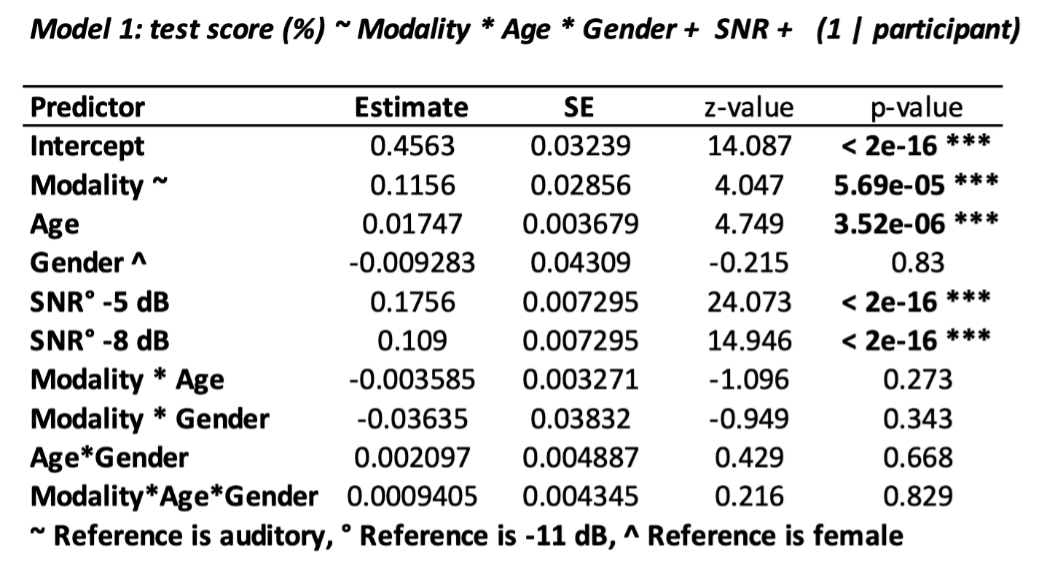 Model 1: test score (%) ~ Modality * Age * Gender + SNR + (1 | participant)
Predictor Estimate SE z-value p-value
Intercept 0.4563 0.03239 14.087 < 2e-16 ***
Modality ~ 0.1156 0.02856 4.047 5.69e-05 ***
Age 0.01747 0.003679 4.749 3.52e-06 ***
Gender ^ -0.009283 0.04309 -0.215 0.83
SNR° -5 dB 0.1756 0.007295 24.073 < 2e-16 ***
SNR° -8 dB 0.109 0.007295 14.946 < 2e-16 ***
Modality * Age -0.003585 0.003271 -1.096 0.273
Modality * Gender -0.03635 0.03832 -0.949 0.343
Age*Gender 0.002097 0.004887 0.429 0.668
Modality*Age*Gender 0.0009405 0.004345 0.216 0.829
~ Reference is auditory, ° Reference is -11 dB, ^ Reference is female